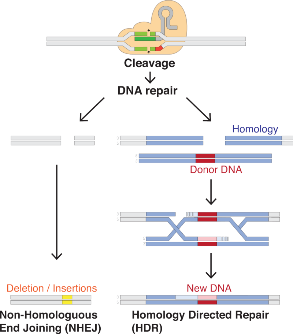 Cleavage
DNA repair
Homology
Donor DNA
Deletion / Insertions
New DNA
Non-Homologuous
End Joining (NHEJ)
Homology Directed Repair
(HDR)